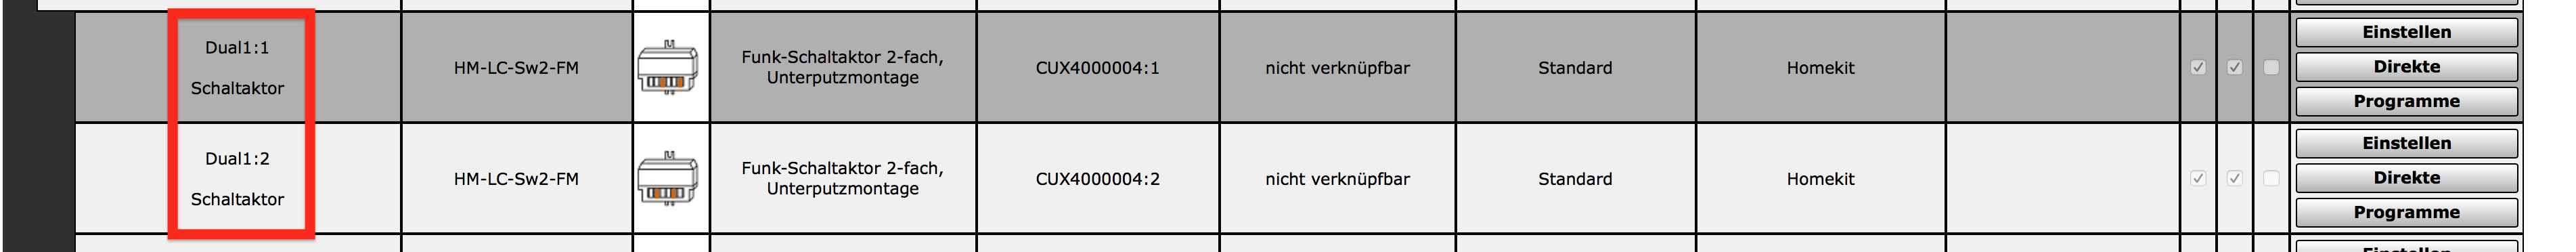 Dual1:1
Schaltaktor
HM-LC-Sw2-FM
Funk-Schaltaktor 2-fach,
Unterputzmontage
CUX4000004:1
nicht verknüpfbar
Standard
Homekit
Einstellen
Direkte
Programme
Dual1:2
Schaltaktor
HM-LC-Sw2-FM
Funk-Schaltaktor 2-fach,
Unterputzmontage
CUX4000004:2
nicht verknüpfbar
Standard
Homekit
Einstellen
Direkte
Programme
Einstellen